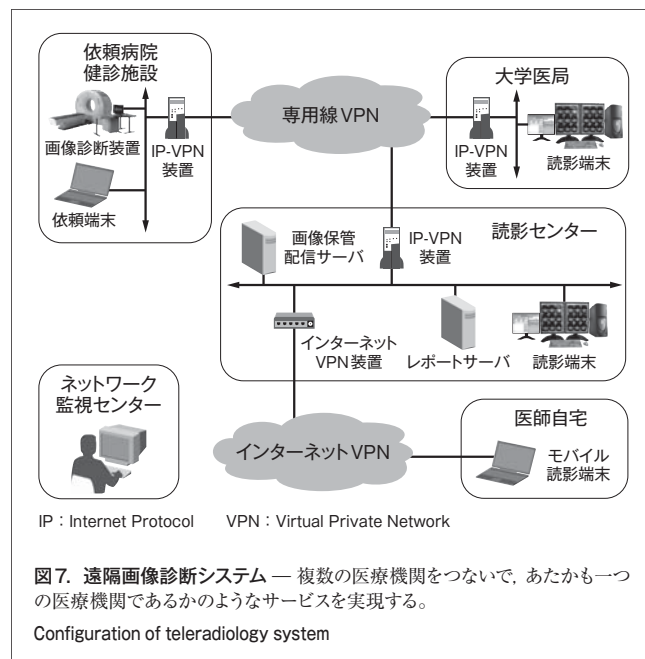 依頼病院
健診施設
画像診断装置
IP-VPN
装置
依頼端末
専用線VPN
大学医局
IP-VPN
装置
読影端末
読影センター
画像保管
配信サーバ
IP-VPN
装置
インターネット
VPN装置
レポートサーバ
読影端末
ネットワーク
監視センター
インターネットVPN
医師自宅
モバイル
読影端末
IP：Internet Protocol　VPN：Virtual Private Network
図7．遠隔画像診断システム — 複数の医療機関をつないで，あたかも一つ
の医療機関であるかのようなサービスを実現する。
Configuration of teleradiology system